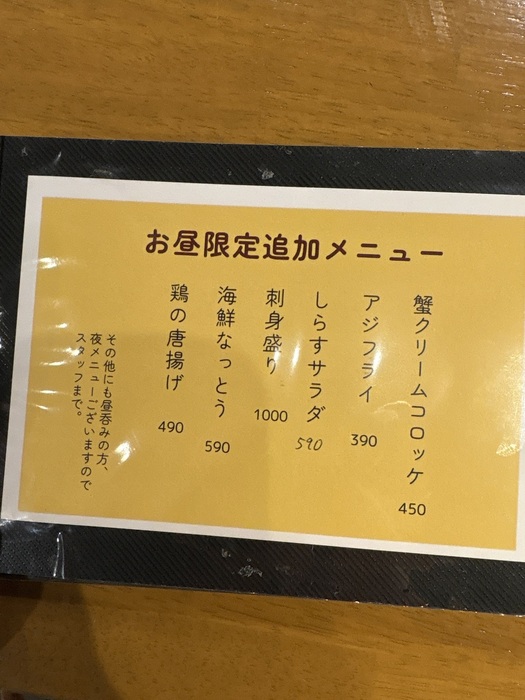 お昼限定追加メニュー
蟹クリームコロッケ
450
アジフライ
390
しらすサラダ
590
刺身盛り
1000
海鮮なっとう
590
鶏の唐揚げ
490
その他にも昼呑みの方、
夜メニューございますので
スタッフまで。